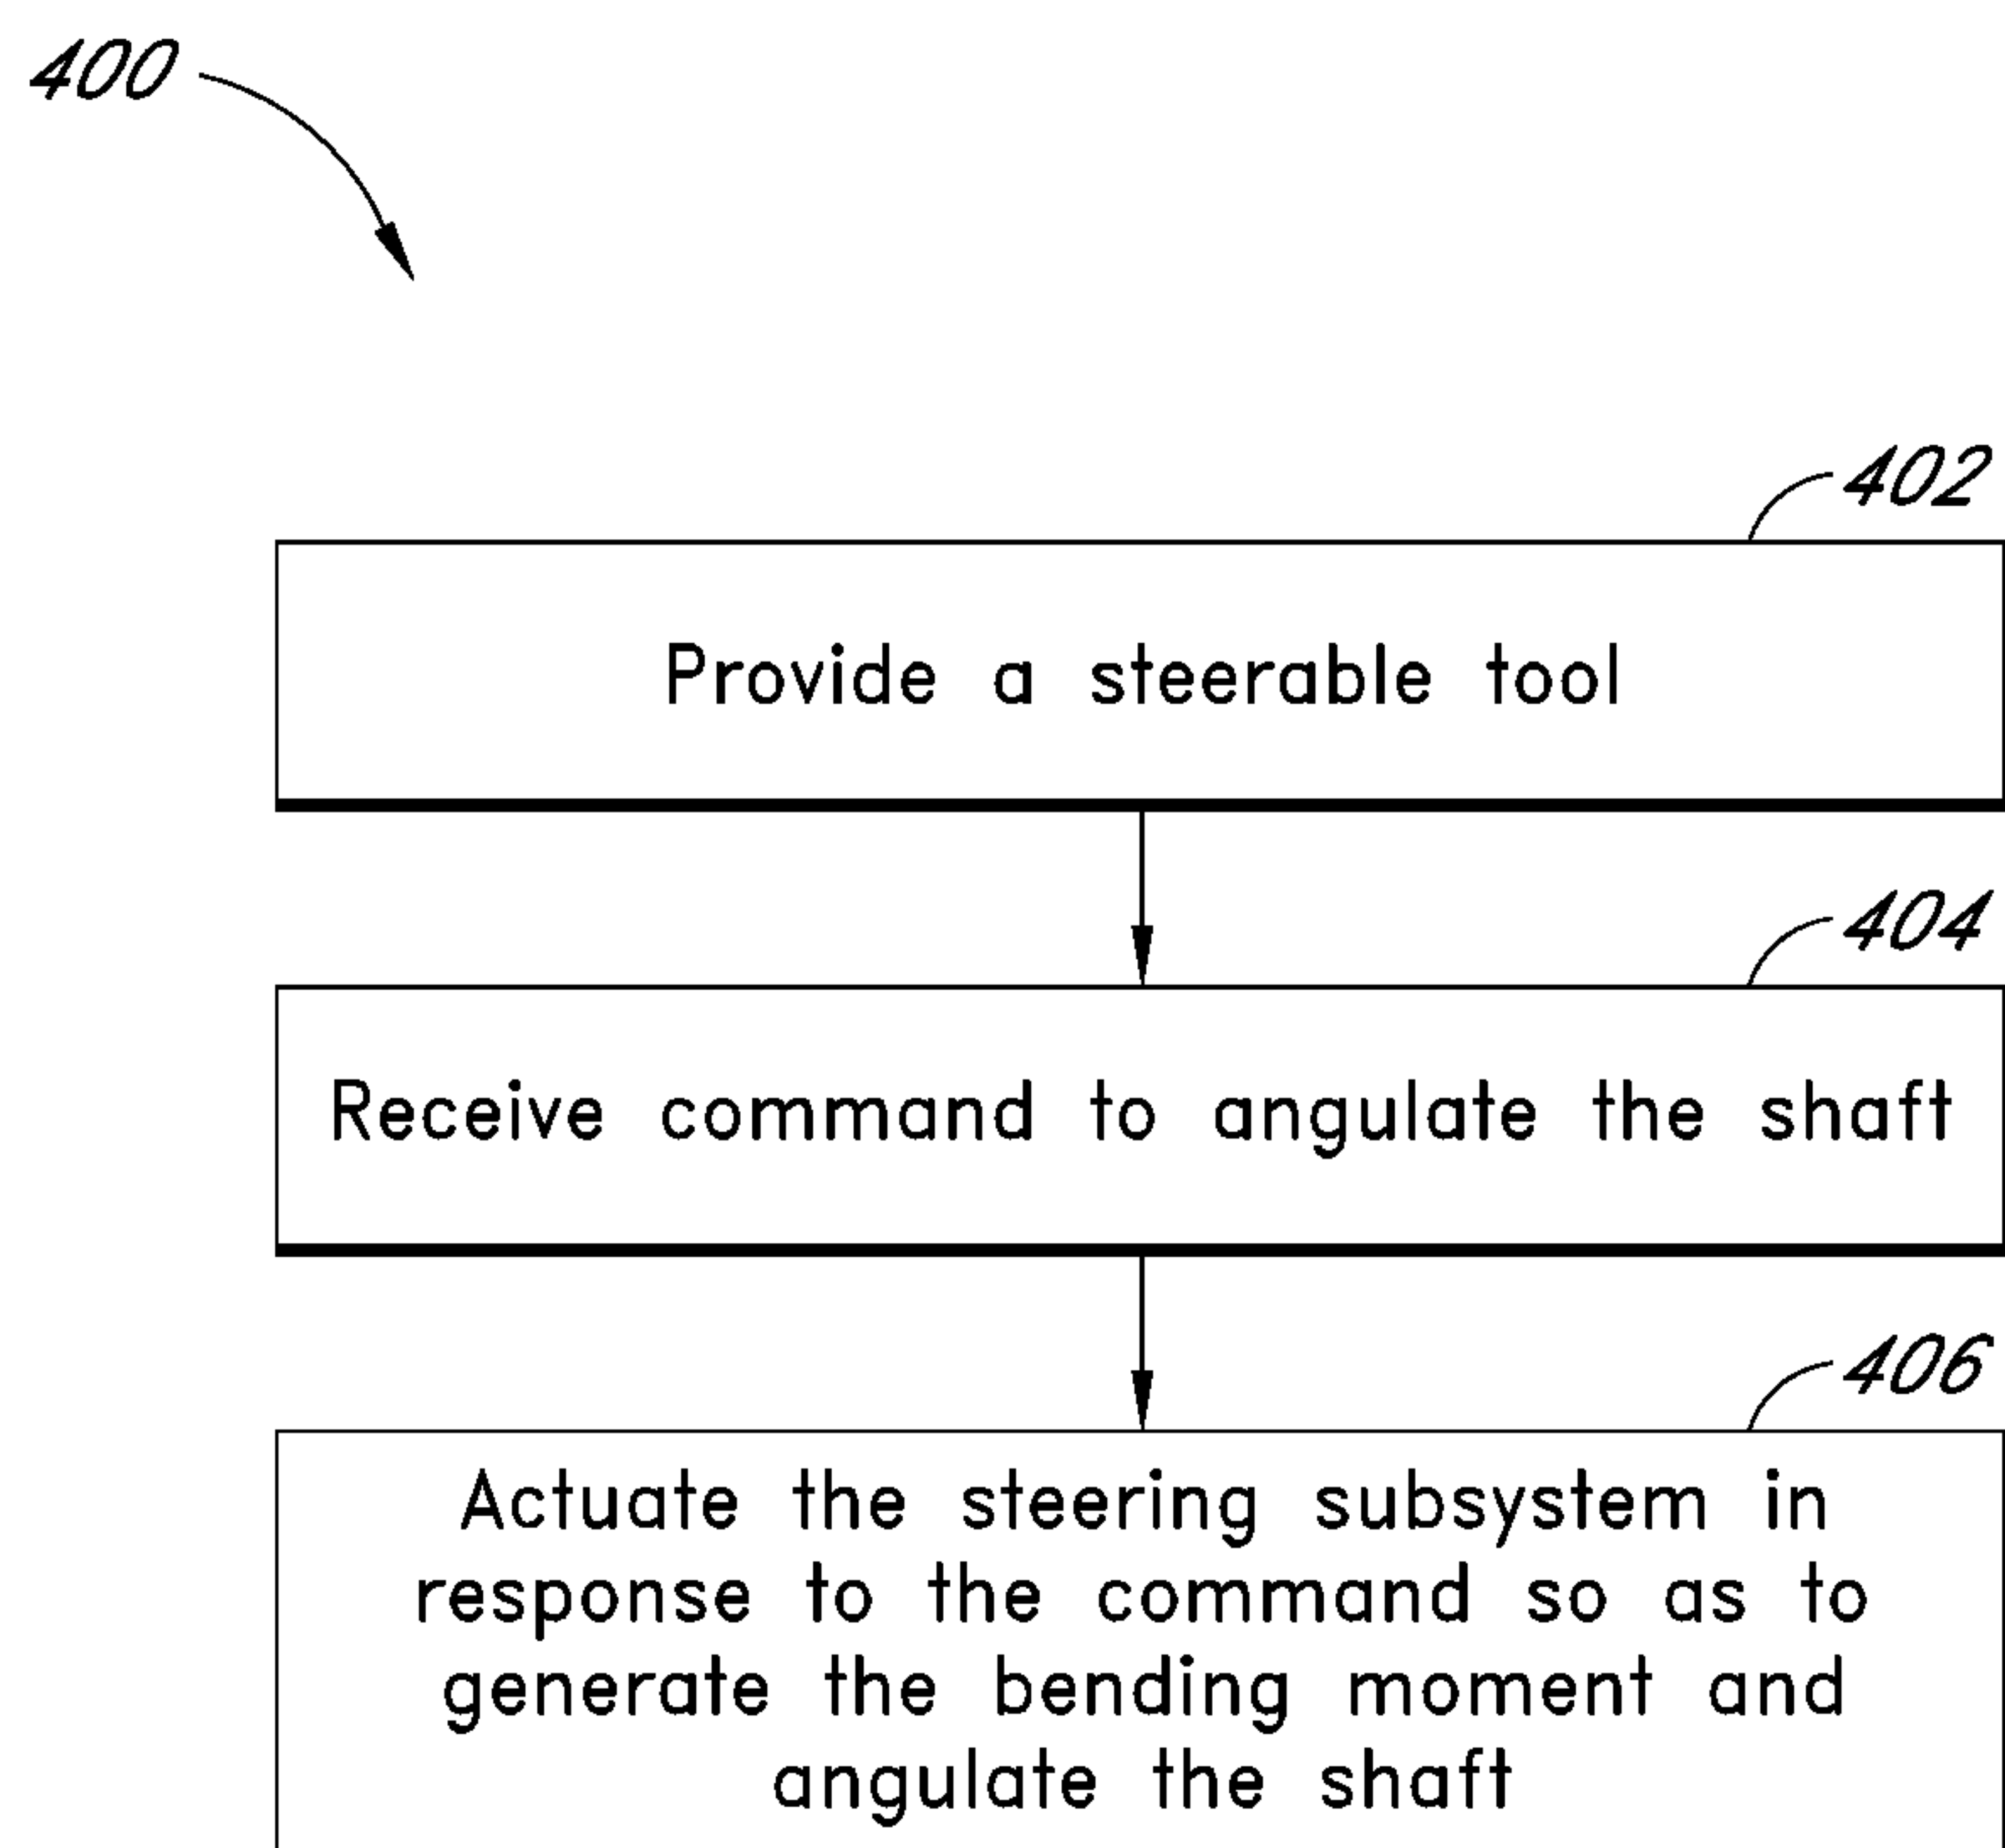 400
402
Provide a steerable tool
404
Receive command to angulate the shaft
406
Actuate the steering subsystem in
response to the command so as to
generate the bending moment and
angulate the shaft